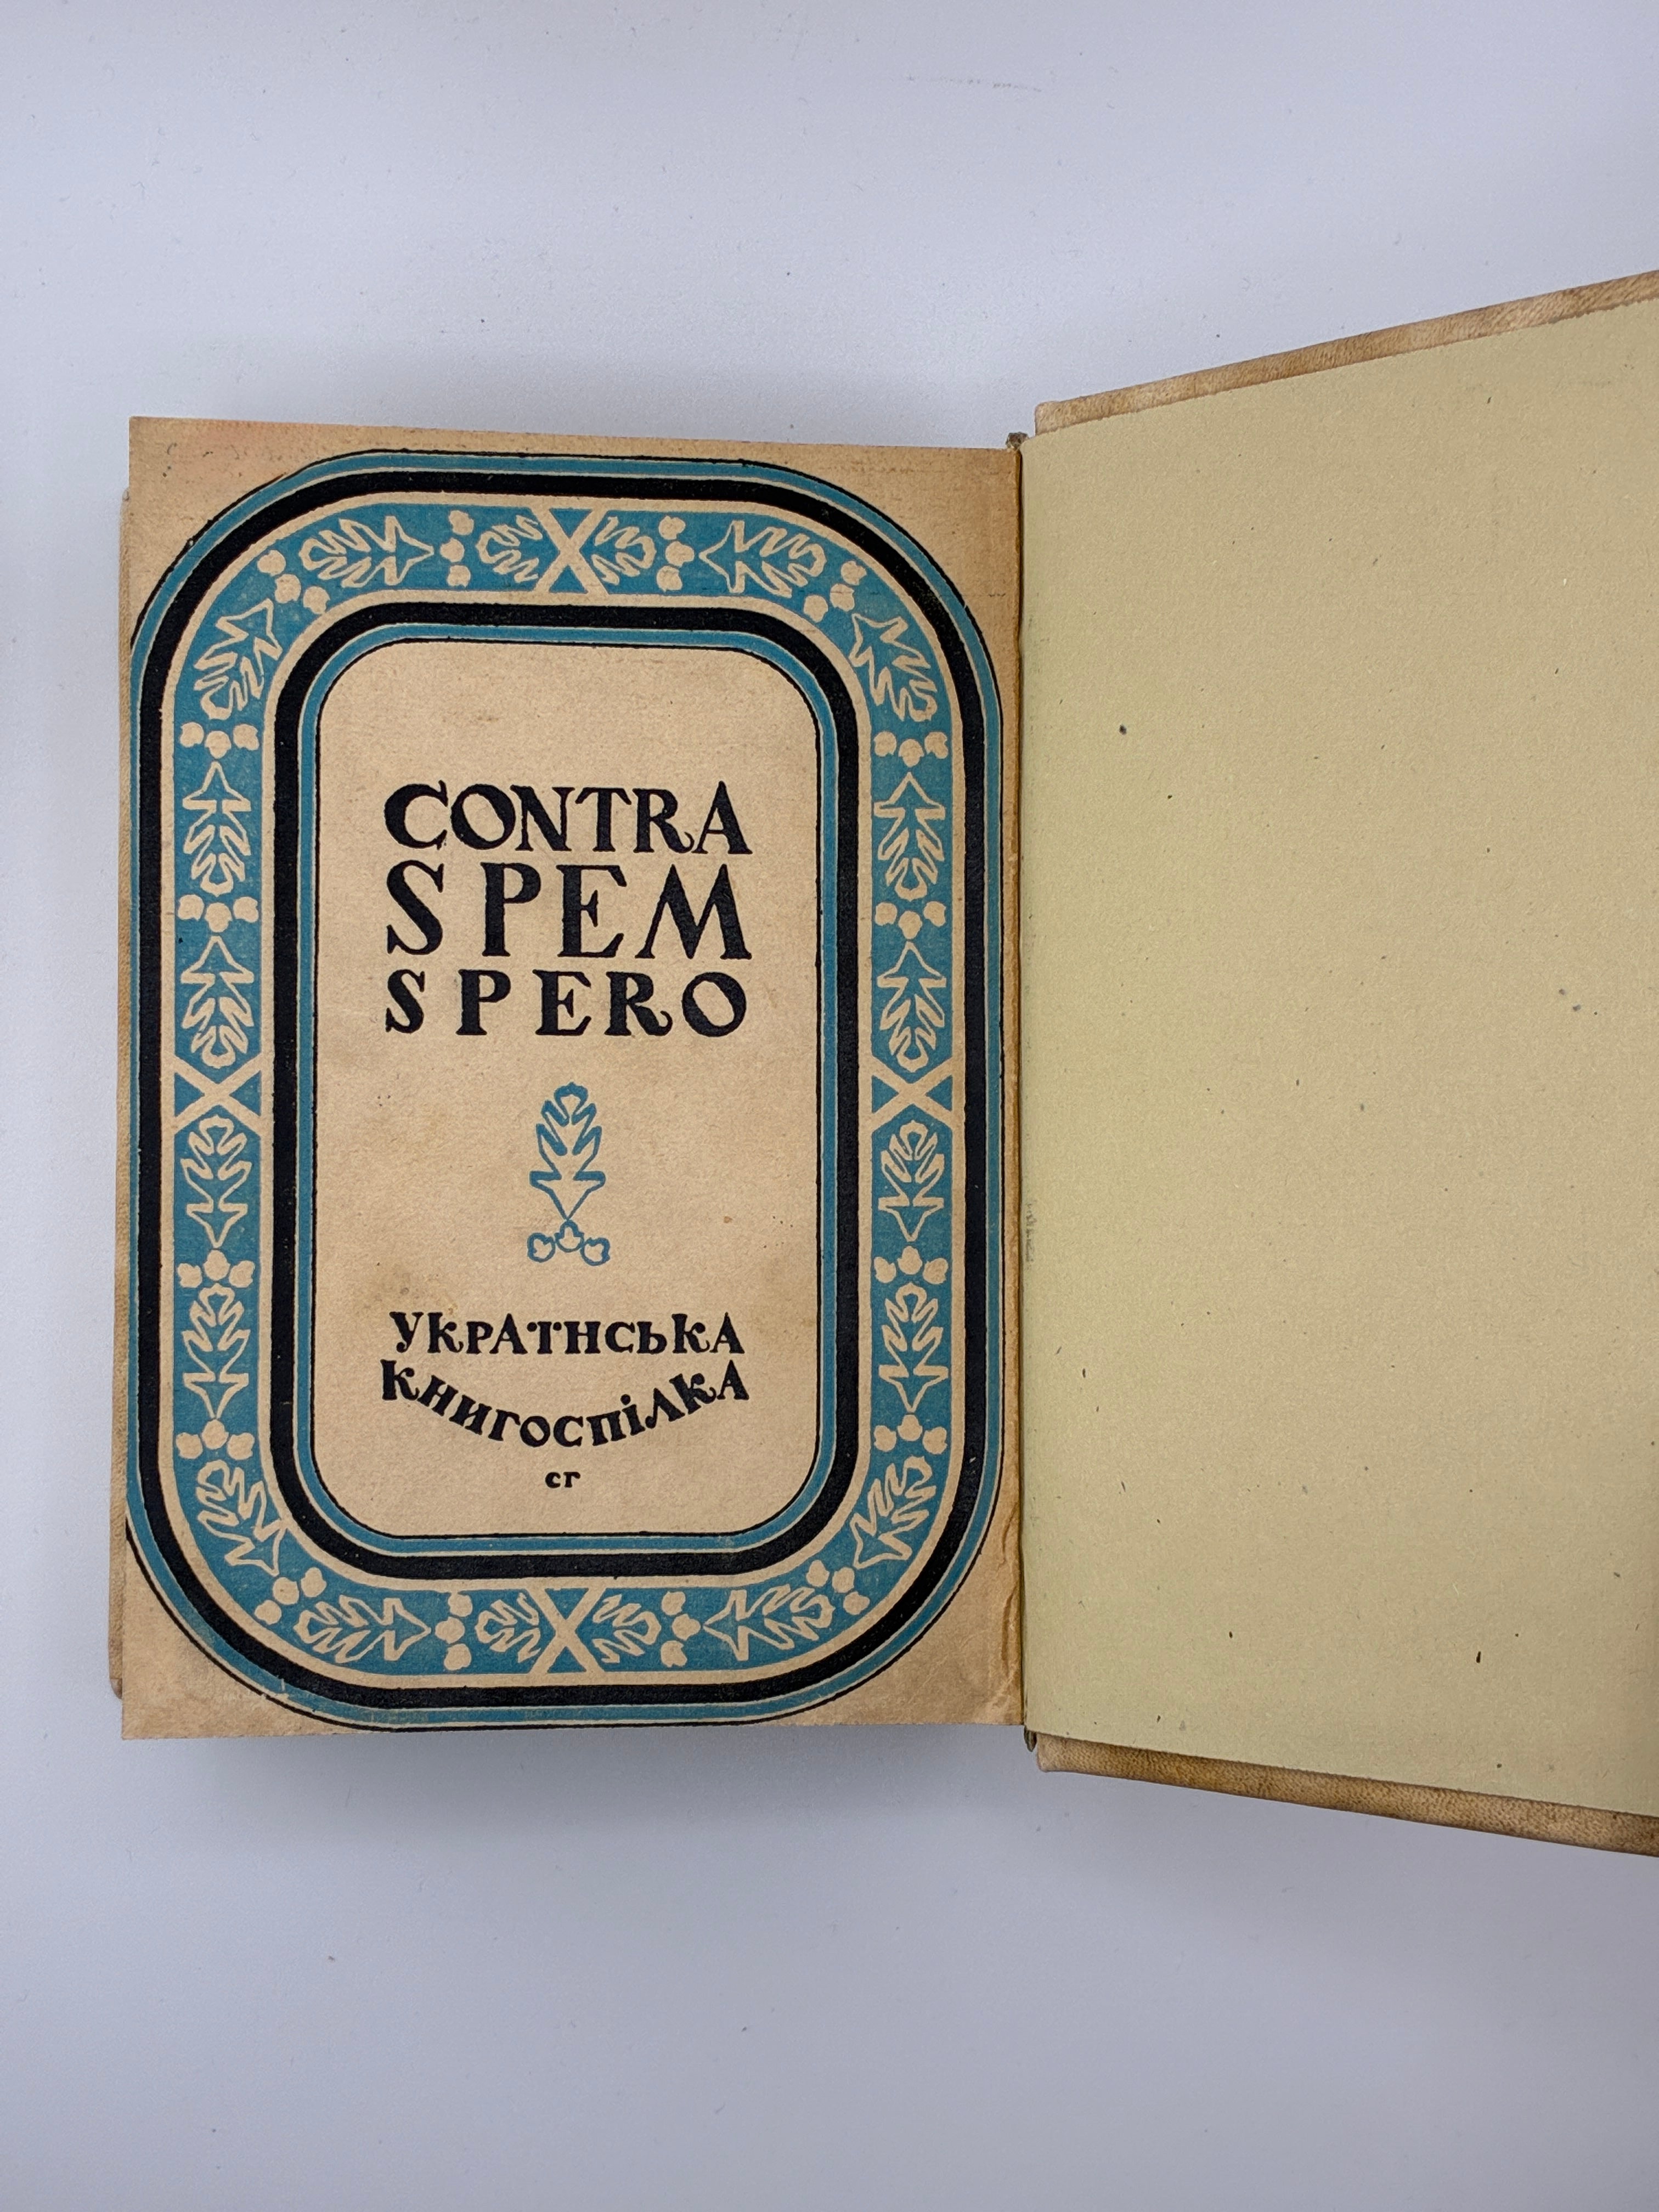 CONTRA
SPEM
SPERO
УКРАЇНСЬКА
КНИГОСПІЛКА
СГ